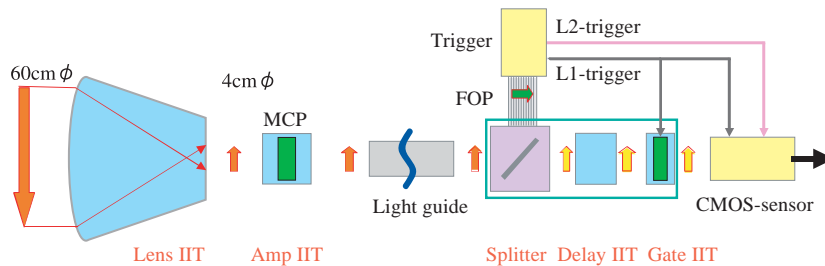 L2-trigger
Trigger
L1-trigger
60cm ϕ
4cm ϕ
FOP
MCP
Light guide
CMOS-sensor
Lens IIT
Amp IIT
Splitter
Delay IIT
Gate IIT